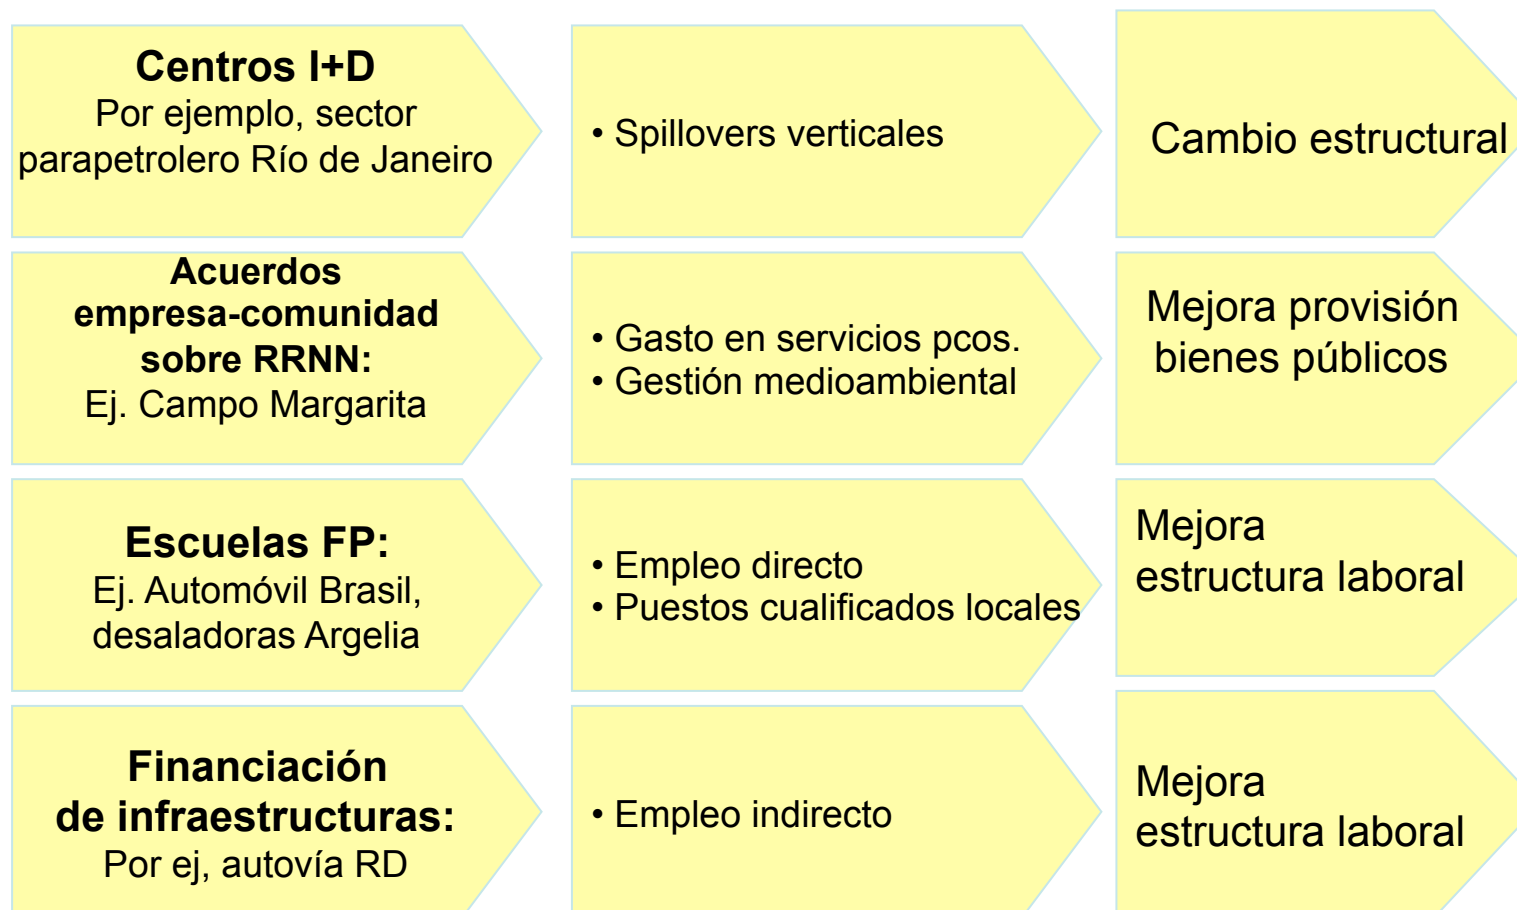 Centros I+D
Por ejemplo, sector
parapetrolero Río de Janeiro
• Spillovers verticales
Cambio estructural
Acuerdos
empresa-comunidad
sobre RRNN:
Ej. Campo Margarita
• Gasto en servicios pcos.
• Gestión medioambiental
Mejora provisión
bienes públicos
Escuelas FP:
Ej. Automóvil Brasil,
desaladoras Argelia
• Empleo directo
• Puestos cualificados locales
Mejora
estructura laboral
Financiación
de infraestructuras:
Por ej, autovía RD
• Empleo indirecto
Mejora
estructura laboral